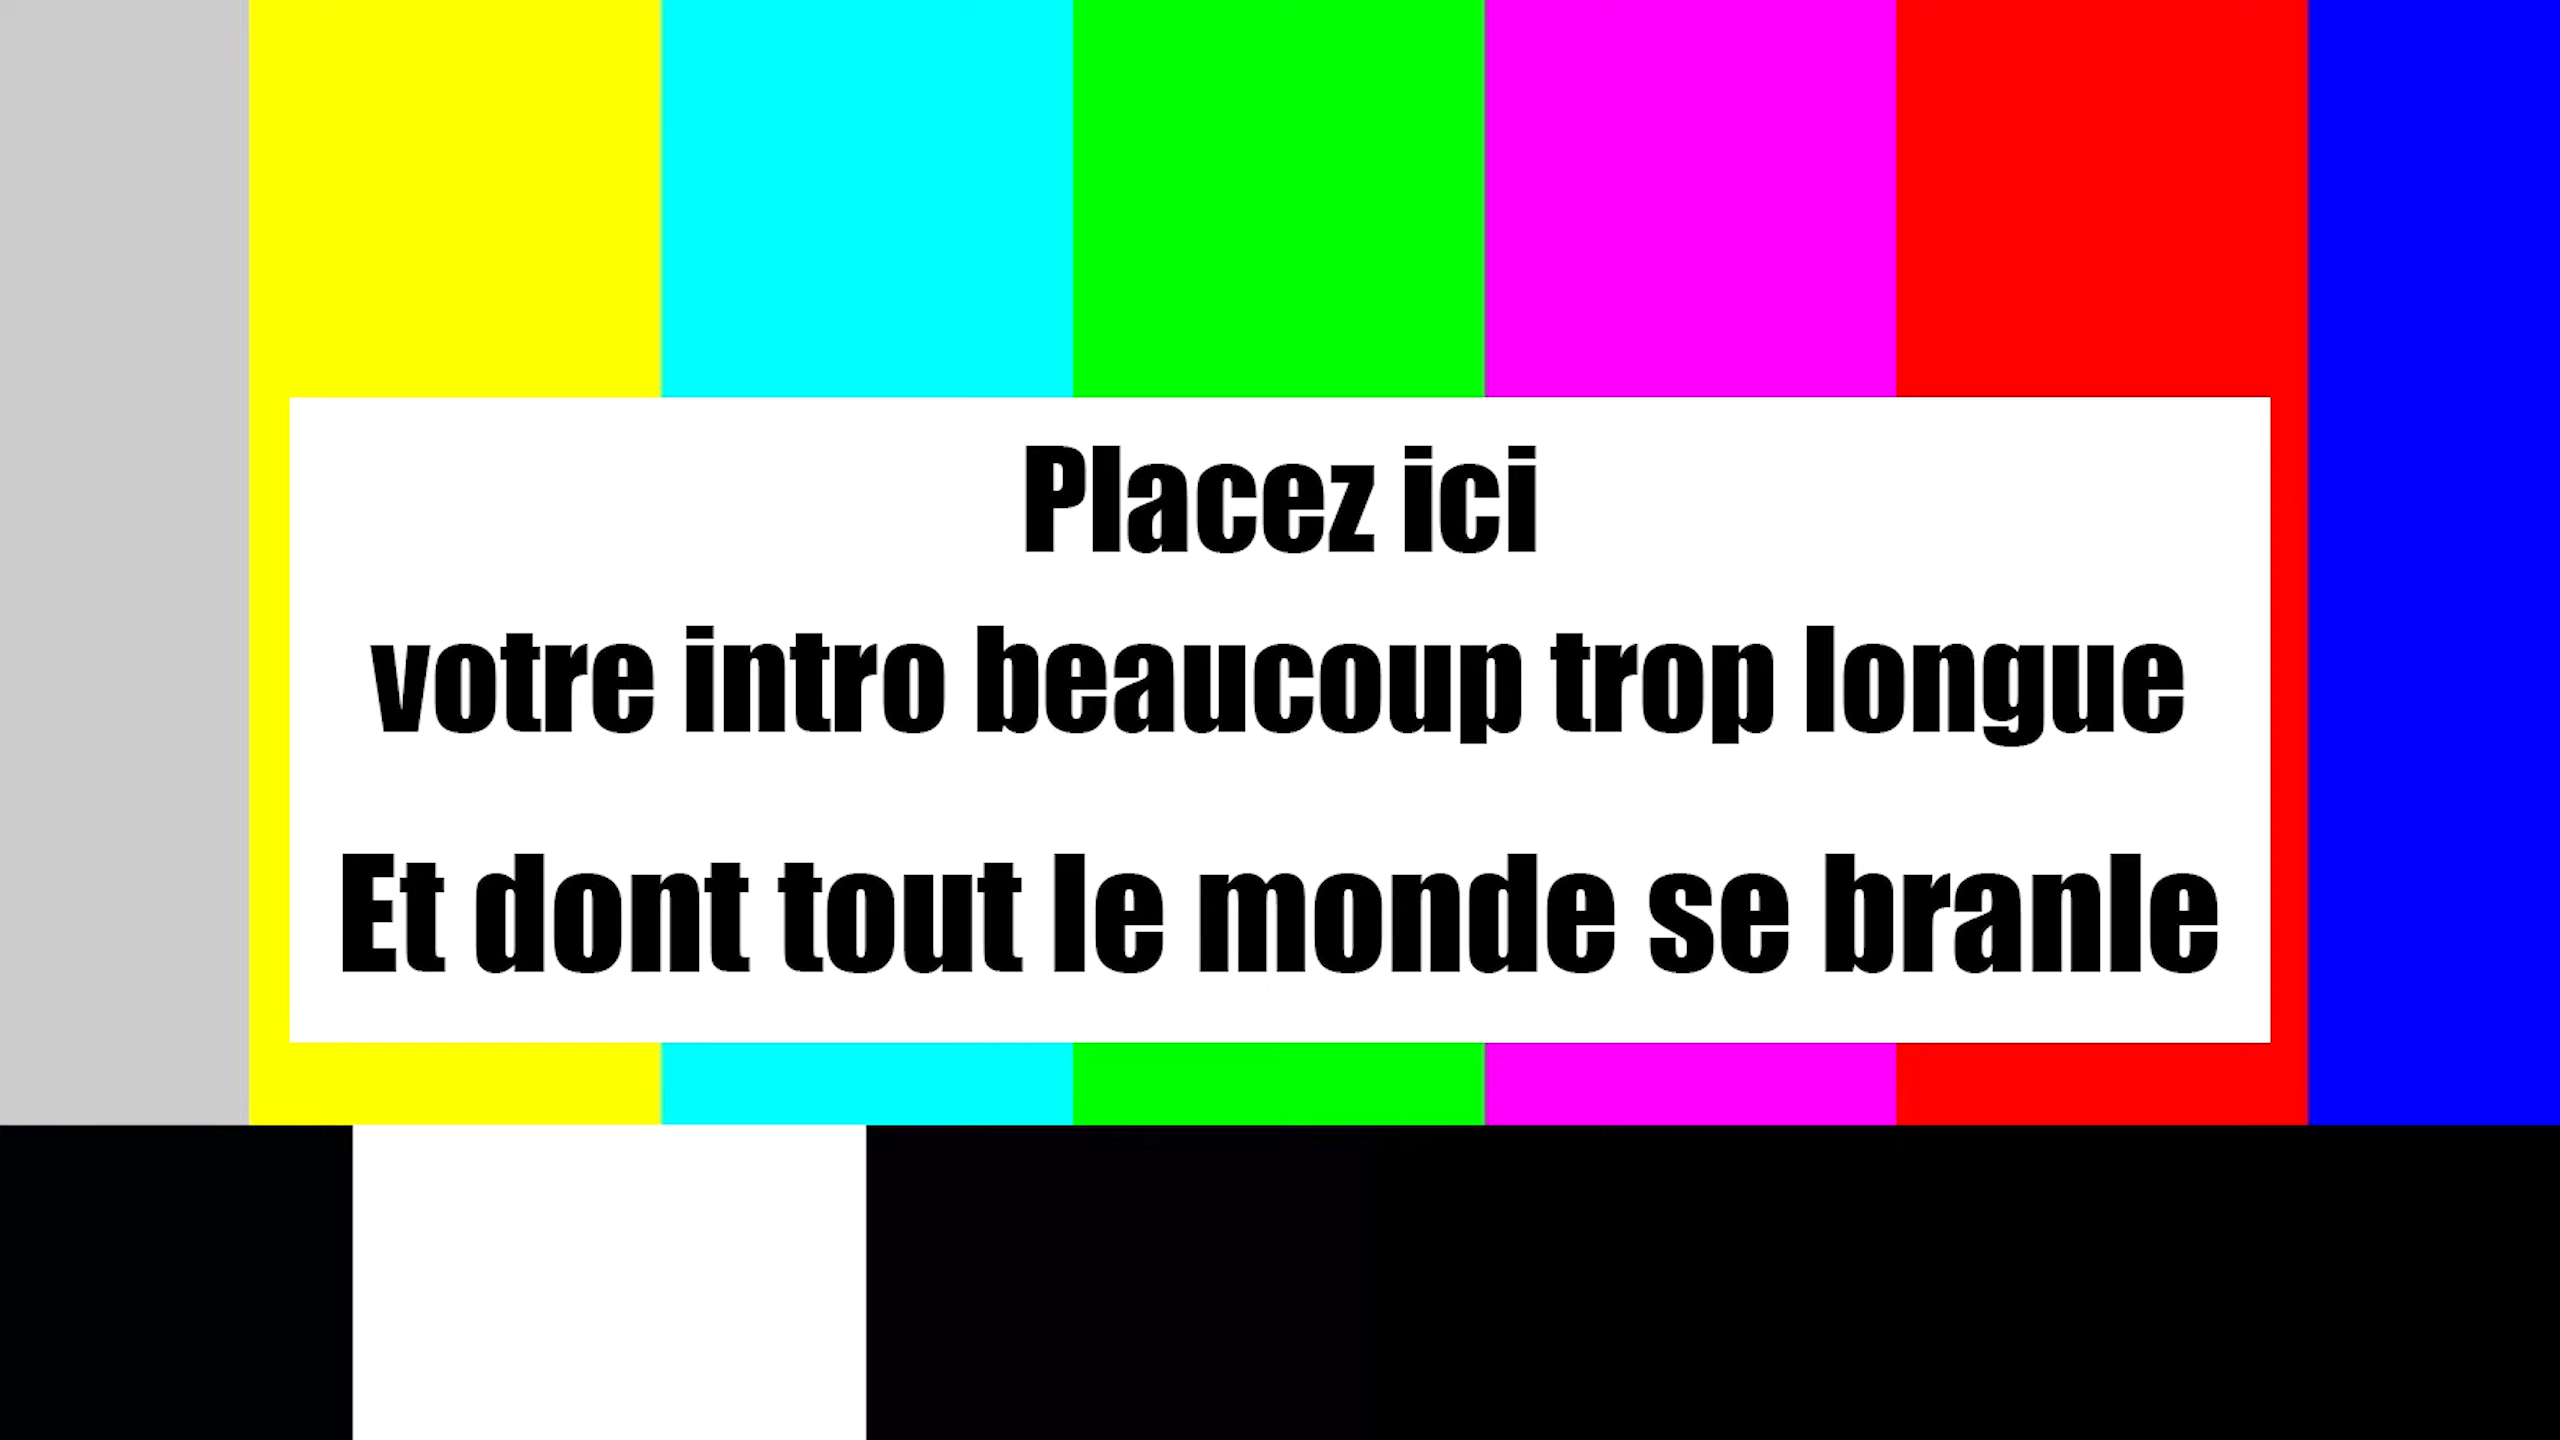 Placez ici
votre intro beaucoup trop longue
Et dont tout le monde se branle